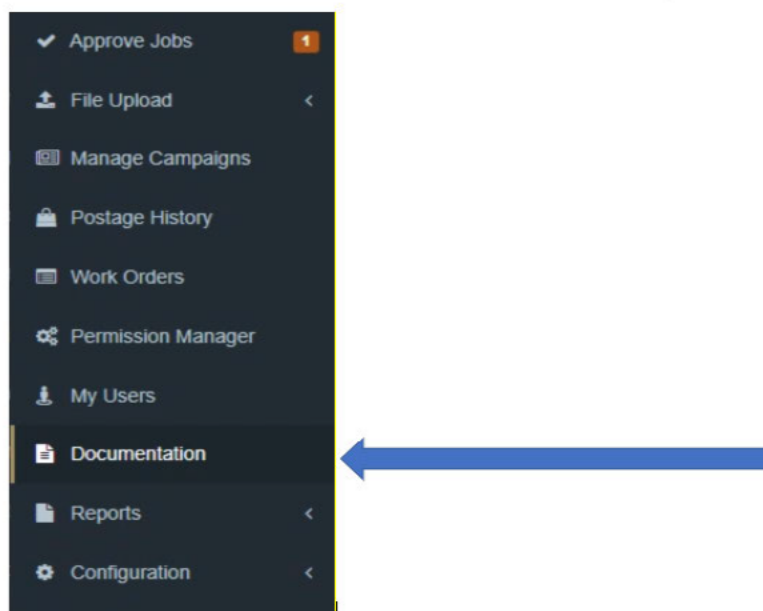 Approve Jobs 1
File Upload
Manage Campaigns
Postage History
Work Orders
Permission Manager
My Users
Documentation
Reports
Configuration